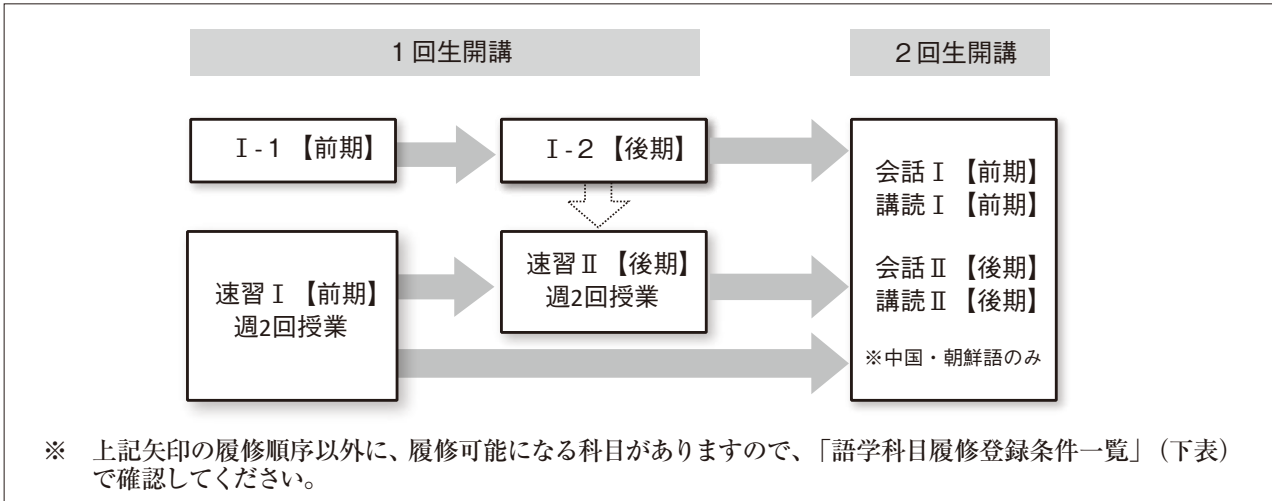 1回生開講
2回生開講
Ⅰ-1 【前期】
Ⅰ-2 【後期】
速習Ⅰ 【前期】
週2回授業
速習Ⅱ 【後期】
週2回授業
会話Ⅰ 【前期】
講読Ⅰ 【前期】
会話Ⅱ 【後期】
講読Ⅱ 【後期】
※中国・朝鮮語のみ
※ 上記矢印の履修順序以外に、履修可能になる科目がありますので、「語学科目履修登録条件一覧」（下表）
で確認してください。